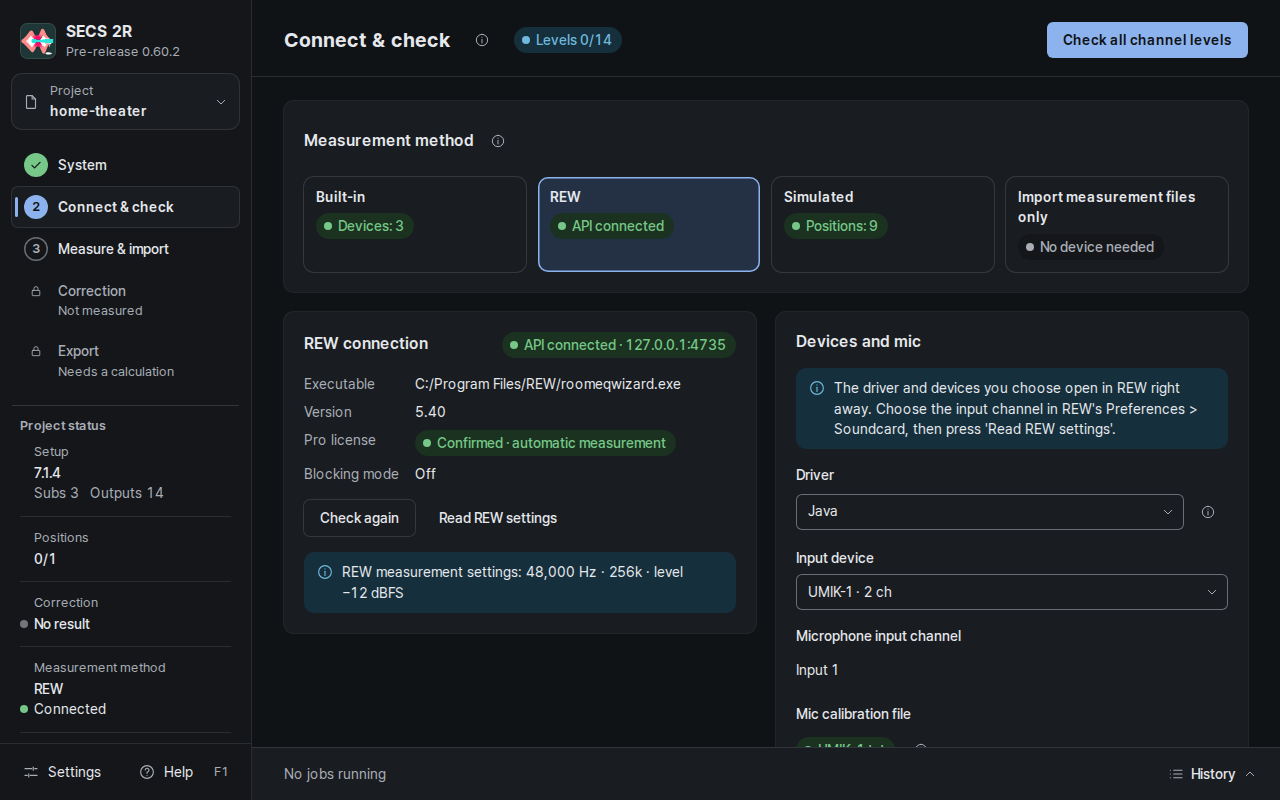 SECS 2R
Pre-release 0.60.2
Project
home-theater
System
2
Connect & check
3
Measure & import
Correction
Not measured
Export
Needs a calculation
Project status
Setup
7.1.4
Subs 3 Outputs 14
Positions
0/1
Correction
No result
Measurement method
REW
Connected
Settings
Help F1
Connect & check
Levels 0/14
Check all channel levels
Measurement method
Built-in
Devices: 3
REW
API connected
Simulated
Positions: 9
Import measurement files
only
No device needed
REW connection
API connected · 127.0.0.1:4735
Executable C:/Program Files/REW/roomeqwizard.exe
Version 5.40
Pro license Confirmed · automatic measurement
Blocking mode Off
Check again
Read REW settings
REW measurement settings: 48,000 Hz · 256k · level
−12 dBFS
Devices and mic
The driver and devices you choose open in REW right
away. Choose the input channel in REW's Preferences >
Soundcard, then press 'Read REW settings'.
Driver
Java
Input device
UMIK-1 · 2 ch
Microphone input channel
Input 1
Mic calibration file
No jobs running
History